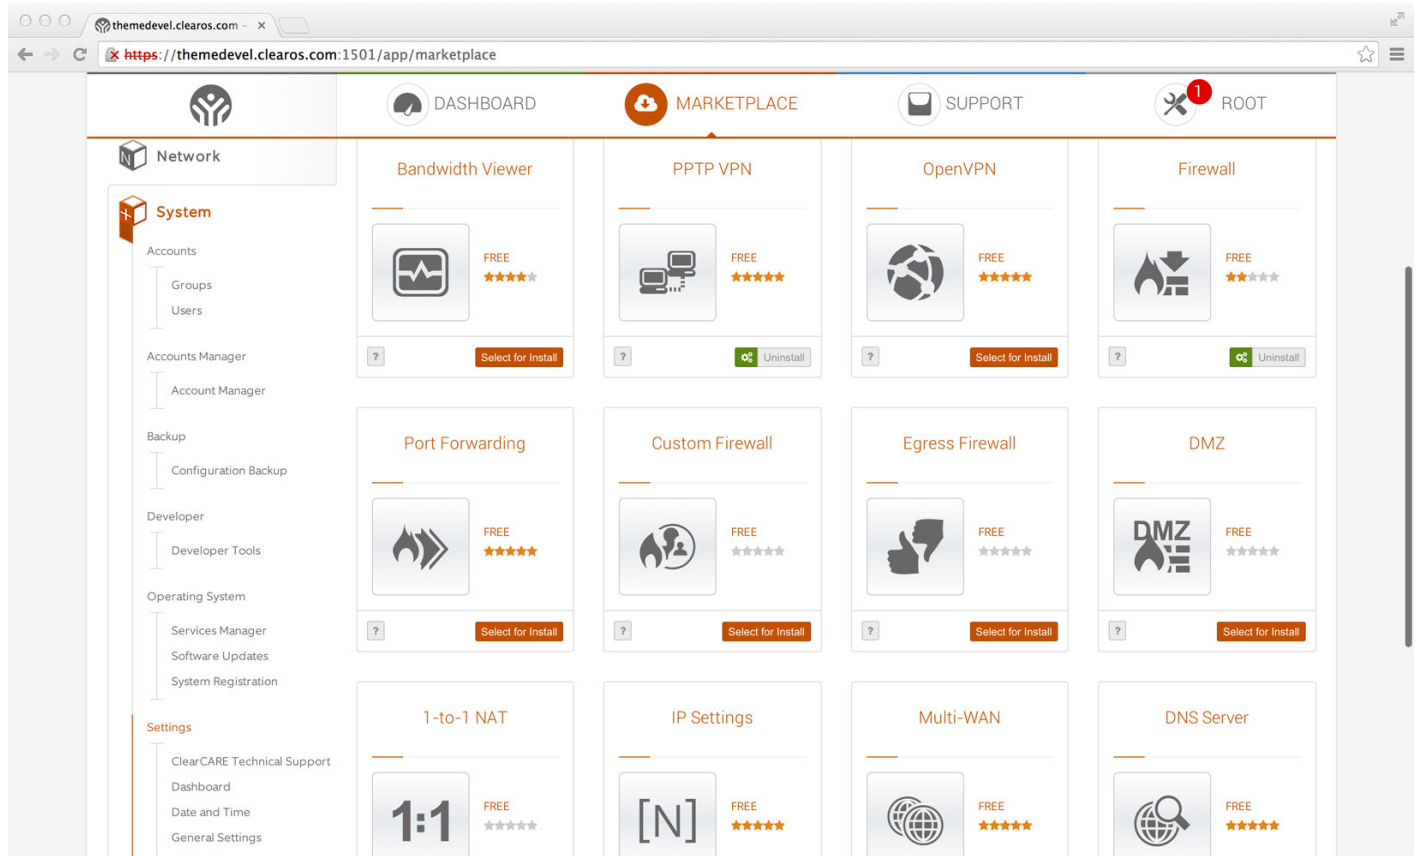 themedevel.clearos.com –
https://themedevel.clearos.com:1501/app/marketplace
DASHBOARD
MARKETPLACE
SUPPORT
1
ROOT
Network
System
Accounts
Groups
Users
Accounts Manager
Account Manager
Backup
Configuration Backup
Developer
Developer Tools
Operating System
Services Manager
Software Updates
System Registration
Settings
ClearCARE Technical Support
Dashboard
Date and Time
General Settings
Bandwidth Viewer
FREE
?
Select for Install
PPTP VPN
FREE
?
Uninstall
OpenVPN
FREE
?
Select for Install
Firewall
FREE
?
Uninstall
Port Forwarding
FREE
?
Select for Install
Custom Firewall
FREE
?
Select for Install
Egress Firewall
FREE
?
Select for Install
DMZ
DMZ
FREE
?
Select for Install
1-to-1 NAT
1:1
FREE
IP Settings
[N]
FREE
Multi-WAN
FREE
DNS Server
FREE